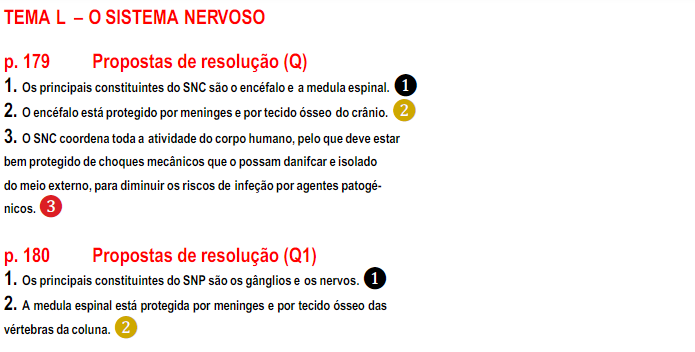 TEMA L – O SISTEMA NERVOSO
p. 179 Propostas de resolução (Q)
1. Os principais constituintes do SNC são o encéfalo e a medula espinal. 1
2. O encéfalo está protegido por meninges e por tecido ósseo do crânio. 2
3. O SNC coordena toda a atividade do corpo humano, pelo que deve estar
bem protegido de choques mecânicos que o possam danifcar e isolado
do meio externo, para diminuir os riscos de infeção por agentes patogé-
nicos. 3
p. 180 Propostas de resolução (Q1)
1. Os principais constituintes do SNP são os gânglios e os nervos. 1
2. A medula espinal está protegida por meninges e por tecido ósseo das
vértebras da coluna. 2